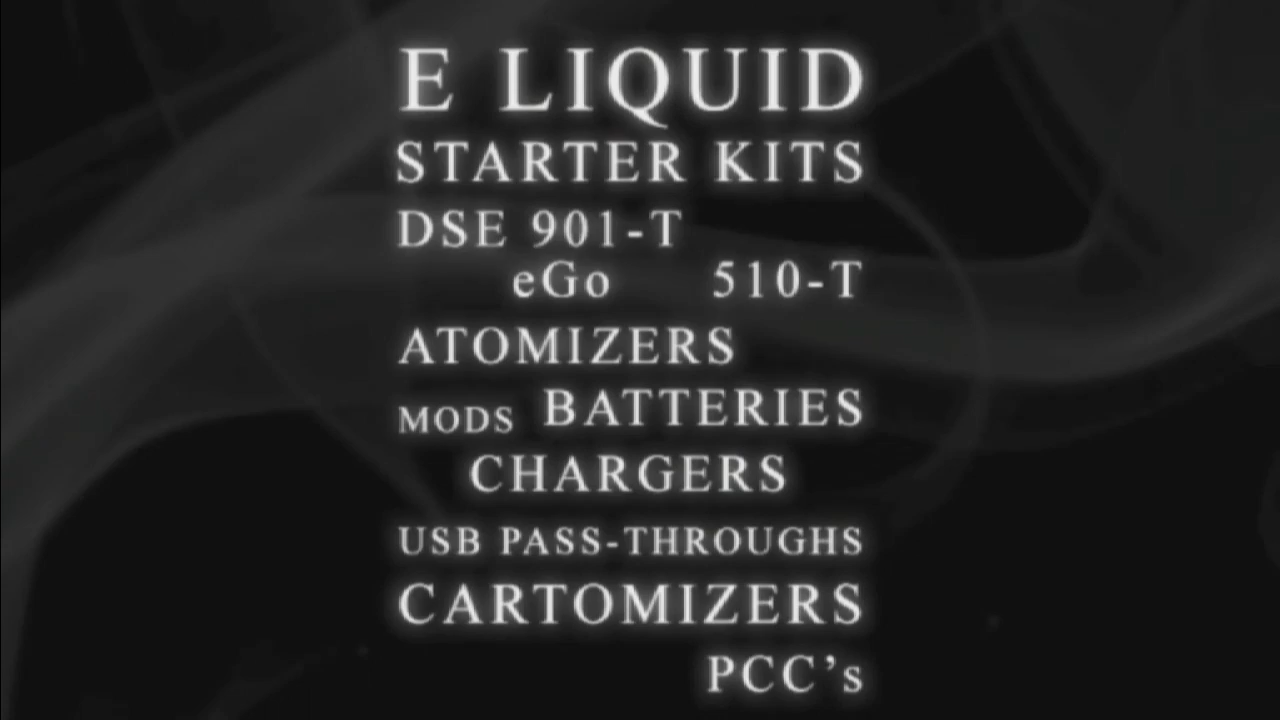 E LIQUID
STARTER KITS
DSE 901-T
eGo 510-T
ATOMIZERS
MODS BATTERIES
CHARGERS
USB PASS-THROUGHS
CARTOMIZERS
PCC's